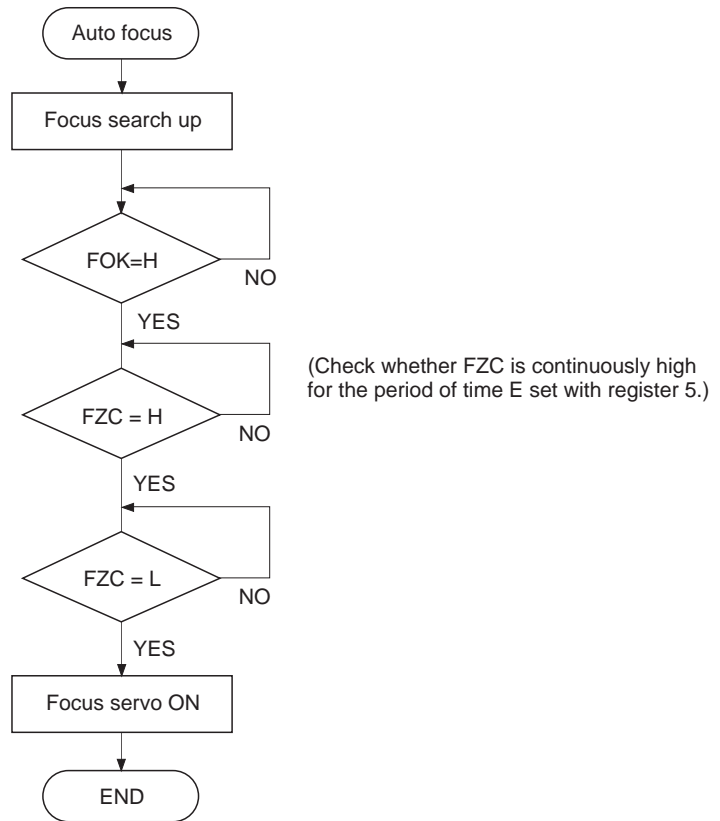 Auto focus
Focus search up
FOK=H
NO
YES
(Check whether FZC is continuously high
for the period of time E set with register 5.)
FZC = H
NO
YES
FZC = L
NO
YES
Focus servo ON
END